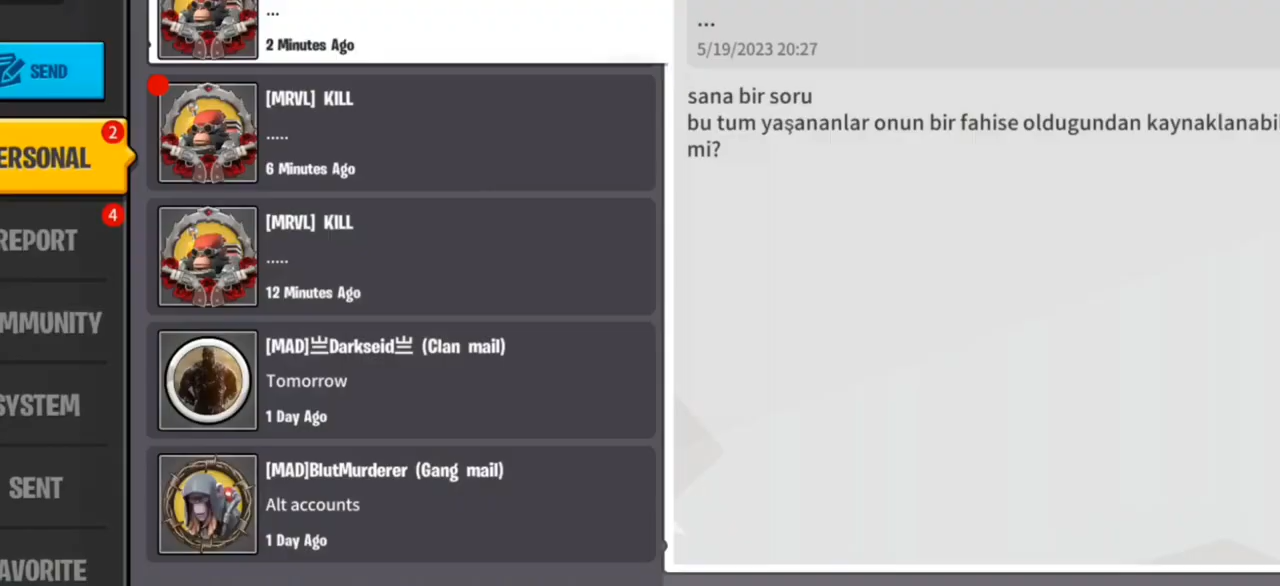 SEND
2
ERSONAL
4
REPORT
MMUNITY
SYSTEM
SENT
AVORITE
...
2 Minutes Ago
[MRVL] KILL
.....
6 Minutes Ago
[MRVL] KILL
.....
12 Minutes Ago
[MAD]亗Darkseid亗 (Clan mail)
Tomorrow
1 Day Ago
[MAD]BlutMurderer (Gang mail)
Alt accounts
1 Day Ago
...
5/19/2023 20:27
sana bir soru
bu tum yaşananlar onun bir fahise oldugundan kaynaklanabil
mi?